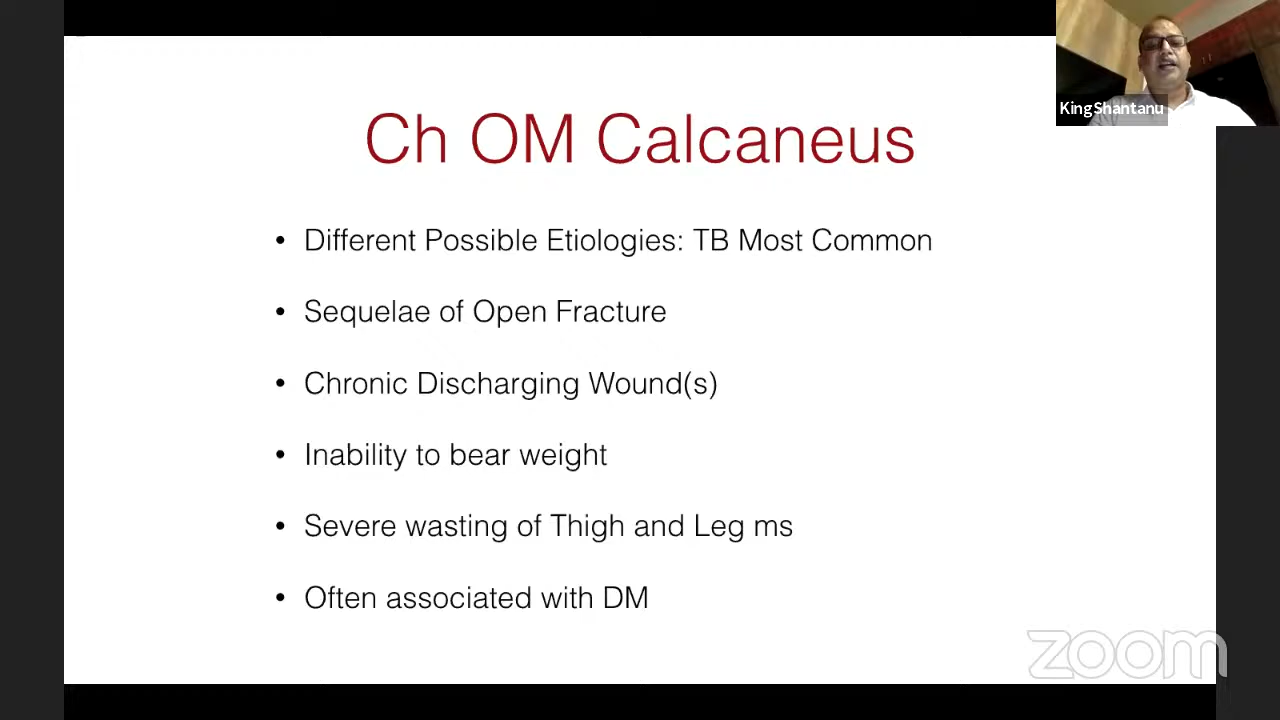 KingShantanu
Ch OM Calcaneus
• Different Possible Etiologies: TB Most Common
• Sequelae of Open Fracture
• Chronic Discharging Wound(s)
• Inability to bear weight
• Severe wasting of Thigh and Leg ms
• Often associated with DM
zoom